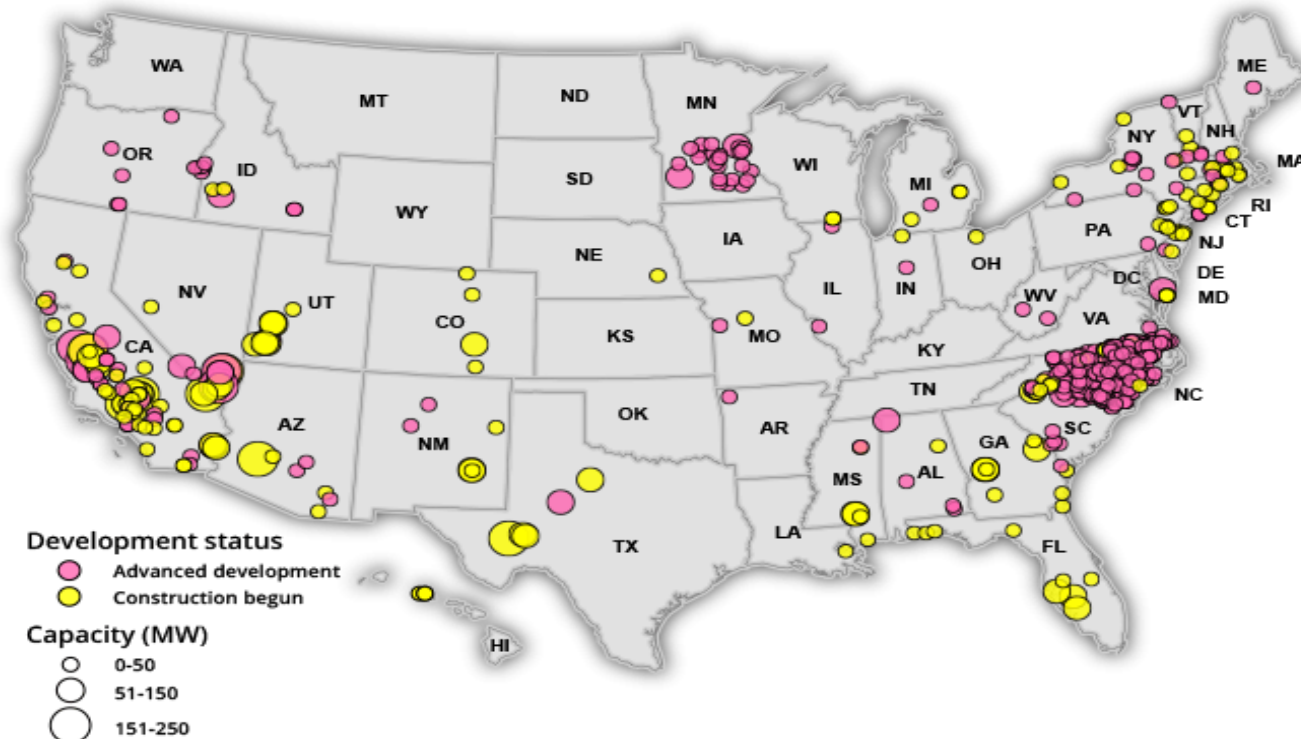 WA
MT
ND
MN
ME
VT
NH
NY
MA
OR
ID
SD
WI
MI
RI
CT
WY
IA
PA
NJ
NE
OH
DE
DC
MD
NV
UT
IL
IN
WV
VA
CO
CA
KS
MO
KY
NC
TN
OK
AR
SC
AZ
NM
GA
AL
MS
LA
TX
FL
HI
Development status
Advanced development
Construction begun
Capacity (MW)
0-50
51-150
151-250